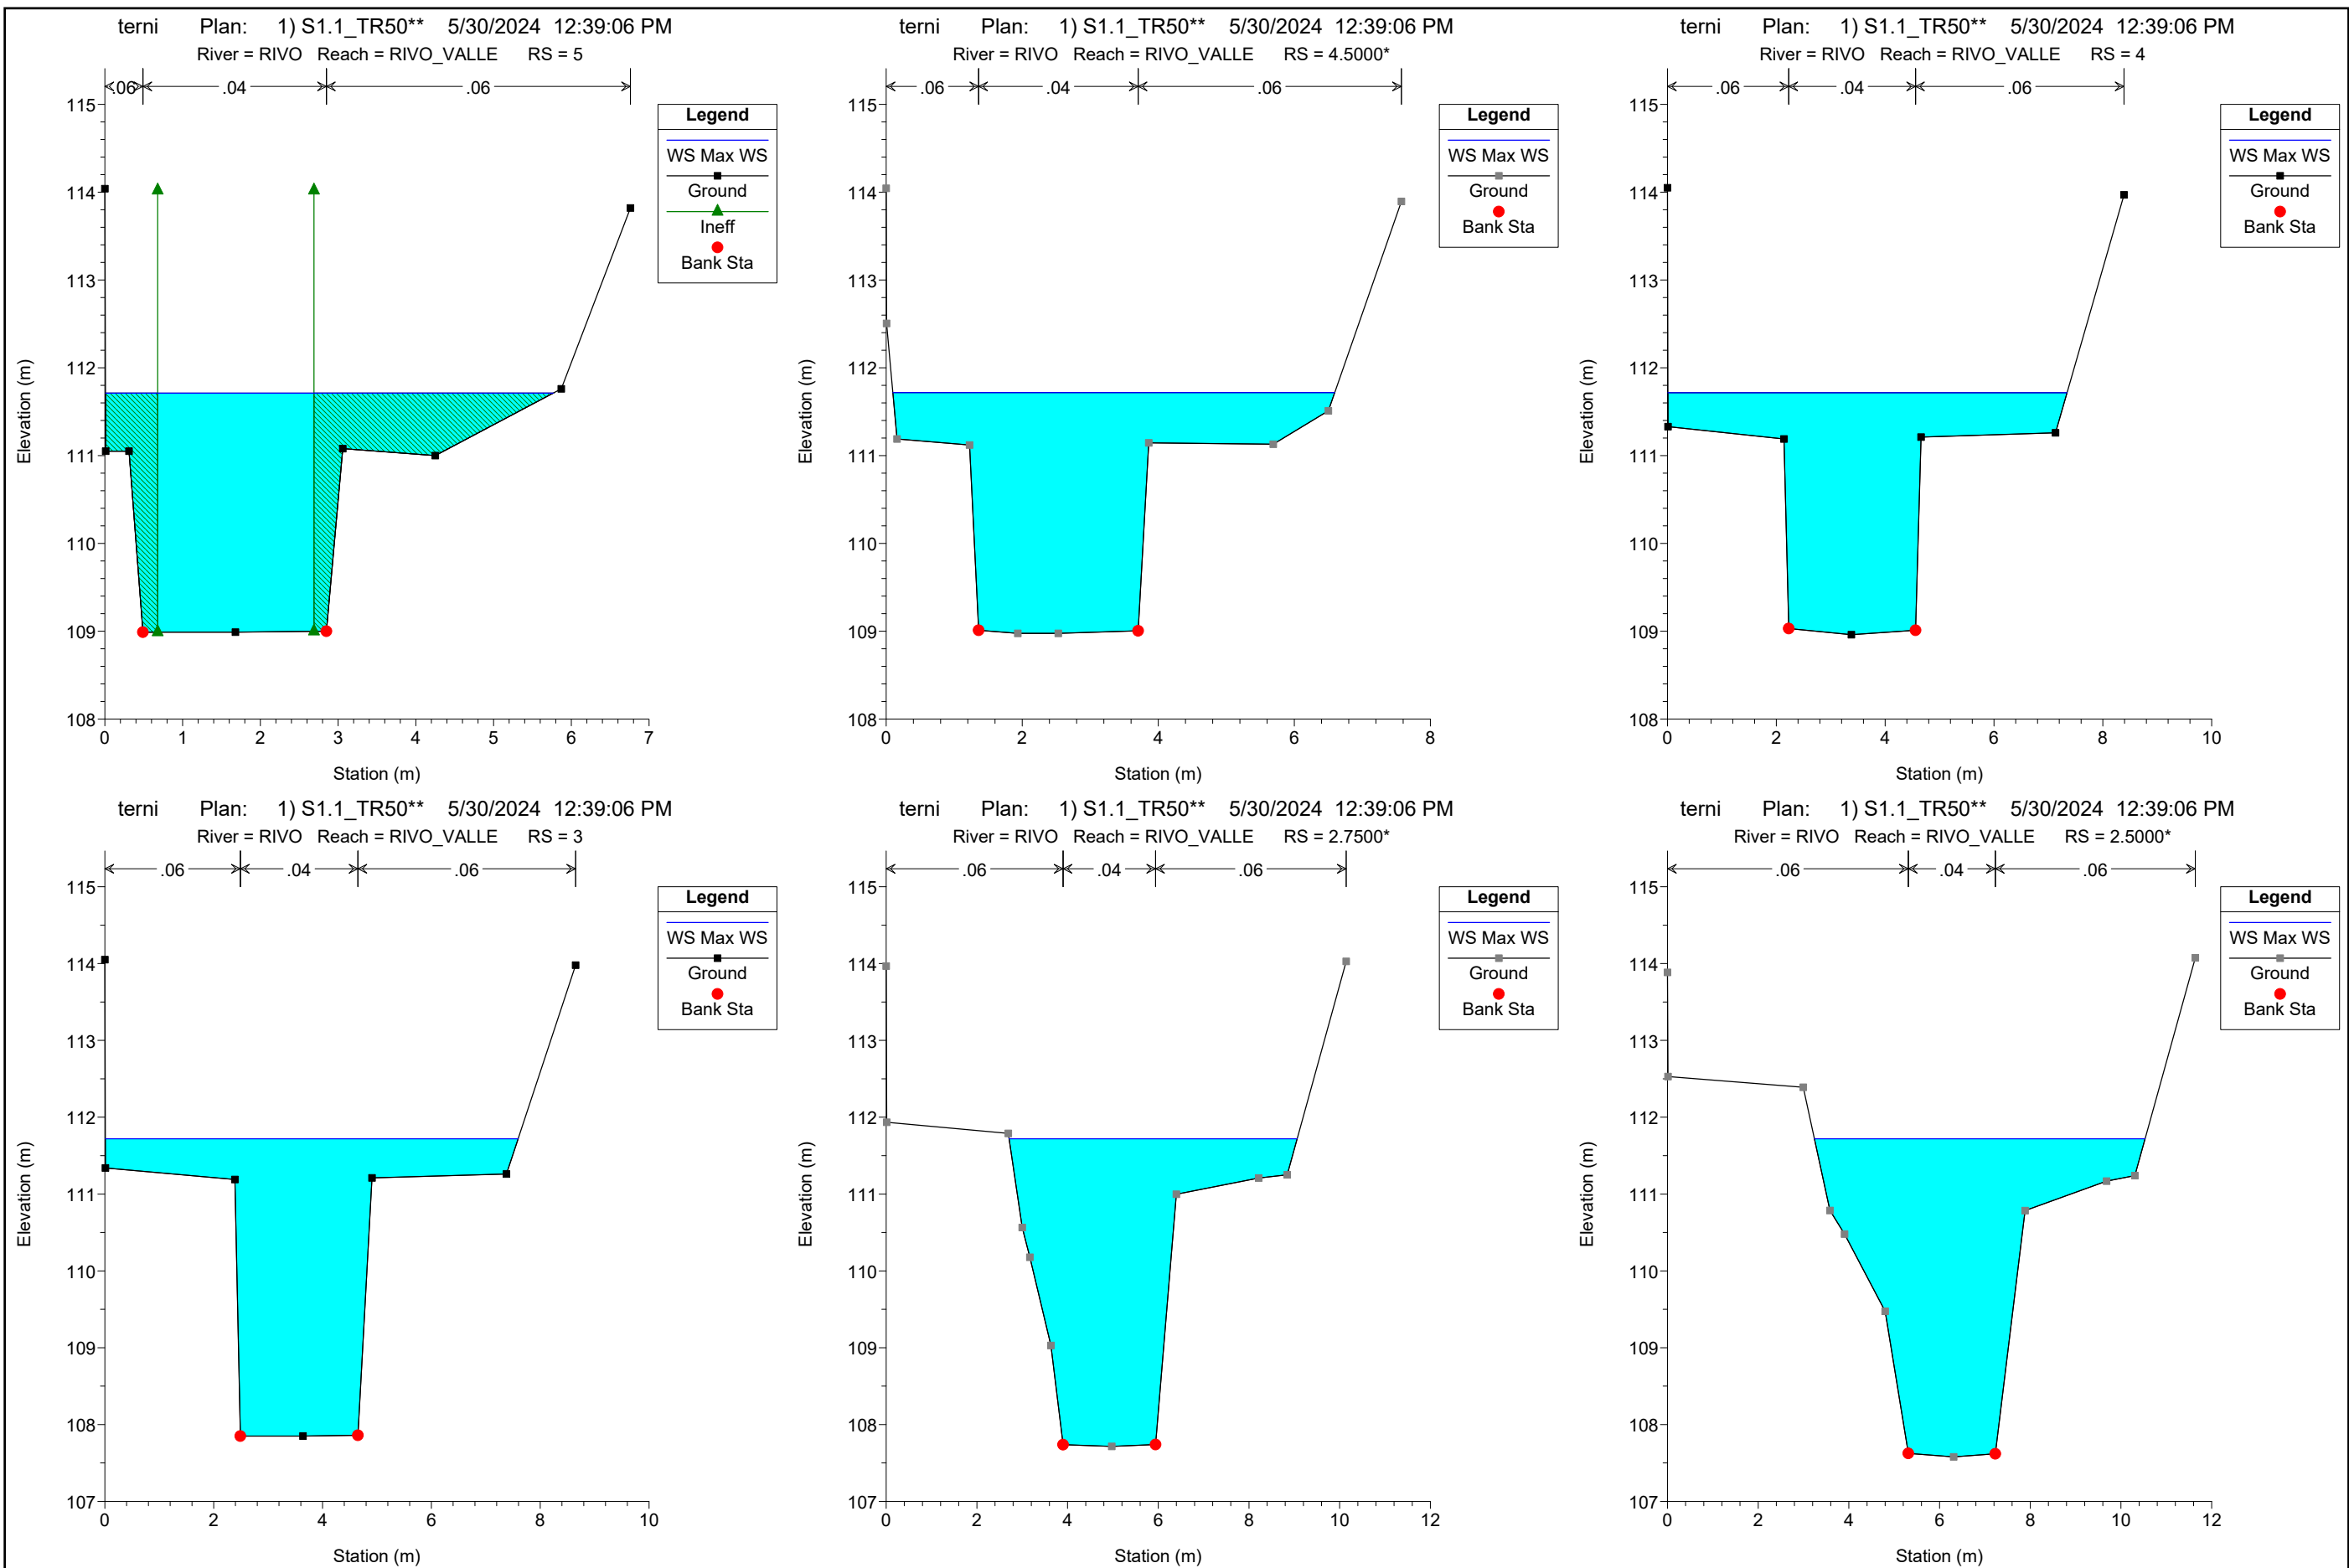 terni Plan: 1) S1.1_TR50** 5/30/2024 12:39:06 PM
River = RIVO Reach = RIVO_VALLE RS = 5
.06 .04 .06
115
114
113
112
111
110
109
108
Elevation (m)
0 1 2 3 4 5 6 7
Station (m)
Legend
WS Max WS
Ground
Ineff
Bank Sta
terni Plan: 1) S1.1_TR50** 5/30/2024 12:39:06 PM
River = RIVO Reach = RIVO_VALLE RS = 4.5000*
.06 .04 .06
115
114
113
112
111
110
109
108
Elevation (m)
0 2 4 6 8
Station (m)
Legend
WS Max WS
Ground
Bank Sta
terni Plan: 1) S1.1_TR50** 5/30/2024 12:39:06 PM
River = RIVO Reach = RIVO_VALLE RS = 4
.06 .04 .06
115
114
113
112
111
110
109
108
Elevation (m)
0 2 4 6 8 10
Station (m)
Legend
WS Max WS
Ground
Bank Sta
terni Plan: 1) S1.1_TR50** 5/30/2024 12:39:06 PM
River = RIVO Reach = RIVO_VALLE RS = 3
.06 .04 .06
115
114
113
112
111
110
109
108
107
Elevation (m)
0 2 4 6 8 10
Station (m)
Legend
WS Max WS
Ground
Bank Sta
terni Plan: 1) S1.1_TR50** 5/30/2024 12:39:06 PM
River = RIVO Reach = RIVO_VALLE RS = 2.7500*
.06 .04 .06
115
114
113
112
111
110
109
108
107
Elevation (m)
0 2 4 6 8 10 12
Station (m)
Legend
WS Max WS
Ground
Bank Sta
terni Plan: 1) S1.1_TR50** 5/30/2024 12:39:06 PM
River = RIVO Reach = RIVO_VALLE RS = 2.5000*
.06 .04 .06
115
114
113
112
111
110
109
108
107
Elevation (m)
0 2 4 6 8 10 12
Station (m)
Legend
WS Max WS
Ground
Bank Sta